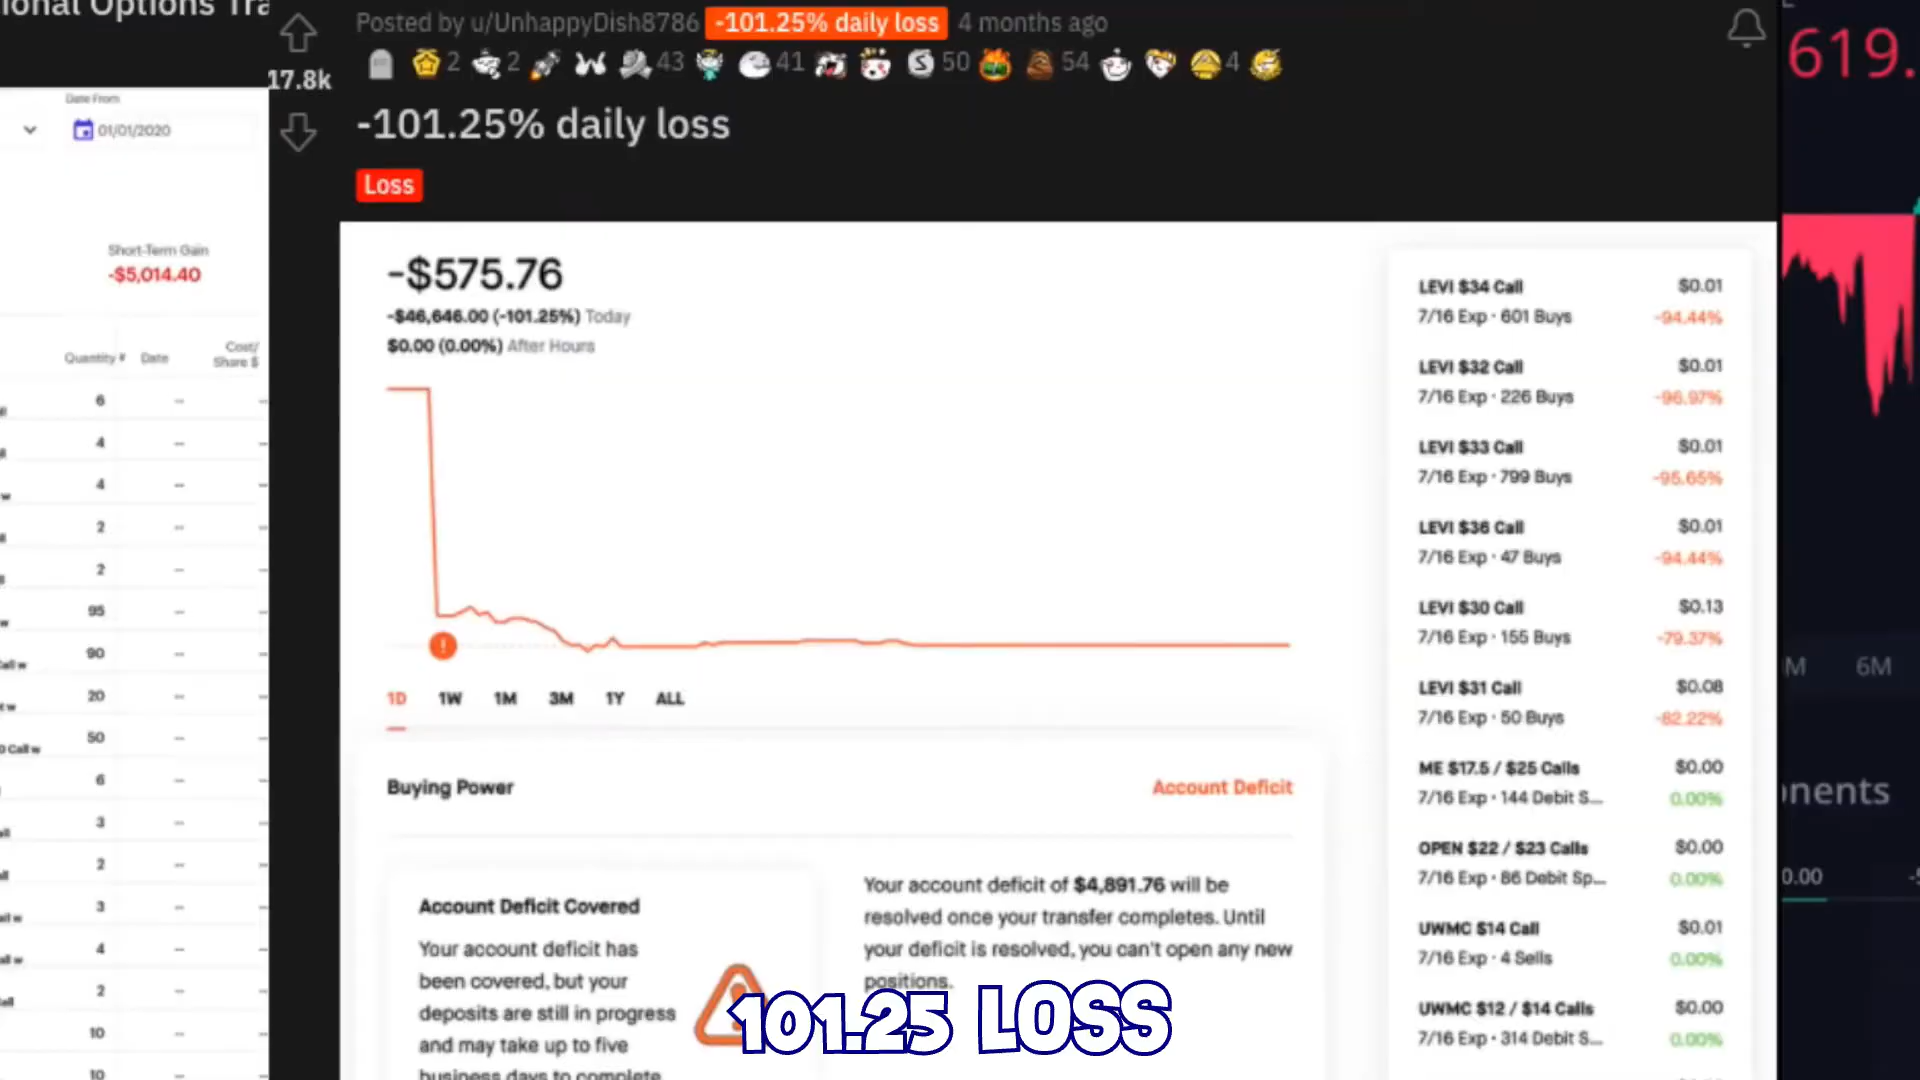 ional Options Tra
Date From
01/01/2020
Short-Term Gain
-$5,014.40
Quantity Date Cost/
Share $
6 -- --
4 -- --
4 -- --
2 -- --
2 -- --
95 -- --
90 -- --
20 -- --
50 -- --
6 -- --
3 -- --
2 -- --
3 -- --
4 -- --
2 -- --
10 -- --
10
17.8k
Posted by u/UnhappyDish8786 -101.25% daily loss 4 months ago
2 2 43 41 50 54 4
-101.25% daily loss
Loss
-$575.76
-$46,646.00 (-101.25%) Today
$0.00 (0.00%) After Hours
1D 1W 1M 3M 1Y ALL
Buying Power Account Deficit
Account Deficit Covered
Your account deficit has
been covered, but your
deposits are still in progress
and may take up to five
business days to complete
Your account deficit of $4,891.76 will be
resolved once your transfer completes. Until
your deficit is resolved, you can't open any new
positions.
LEVI $34 Call $0.01
7/16 Exp · 601 Buys -94.44%
LEVI $32 Call $0.01
7/16 Exp · 226 Buys -96.97%
LEVI $33 Call $0.01
7/16 Exp · 799 Buys -95.65%
LEVI $36 Call $0.01
7/16 Exp · 47 Buys -94.44%
LEVI $30 Call $0.13
7/16 Exp · 155 Buys -79.37%
LEVI $31 Call $0.08
7/16 Exp · 50 Buys -82.22%
ME $17.5 / $25 Calls $0.00
7/16 Exp · 144 Debit S... 0.00%
OPEN $22 / $23 Calls $0.00
7/16 Exp · 86 Debit Sp... 0.00%
UWMC $14 Call $0.01
7/16 Exp · 4 Sells 0.00%
UWMC $12 / $14 Calls $0.00
7/16 Exp · 314 Debit S... 0.00%
619.
M 6M
onents
0.00
101.25 LOSS